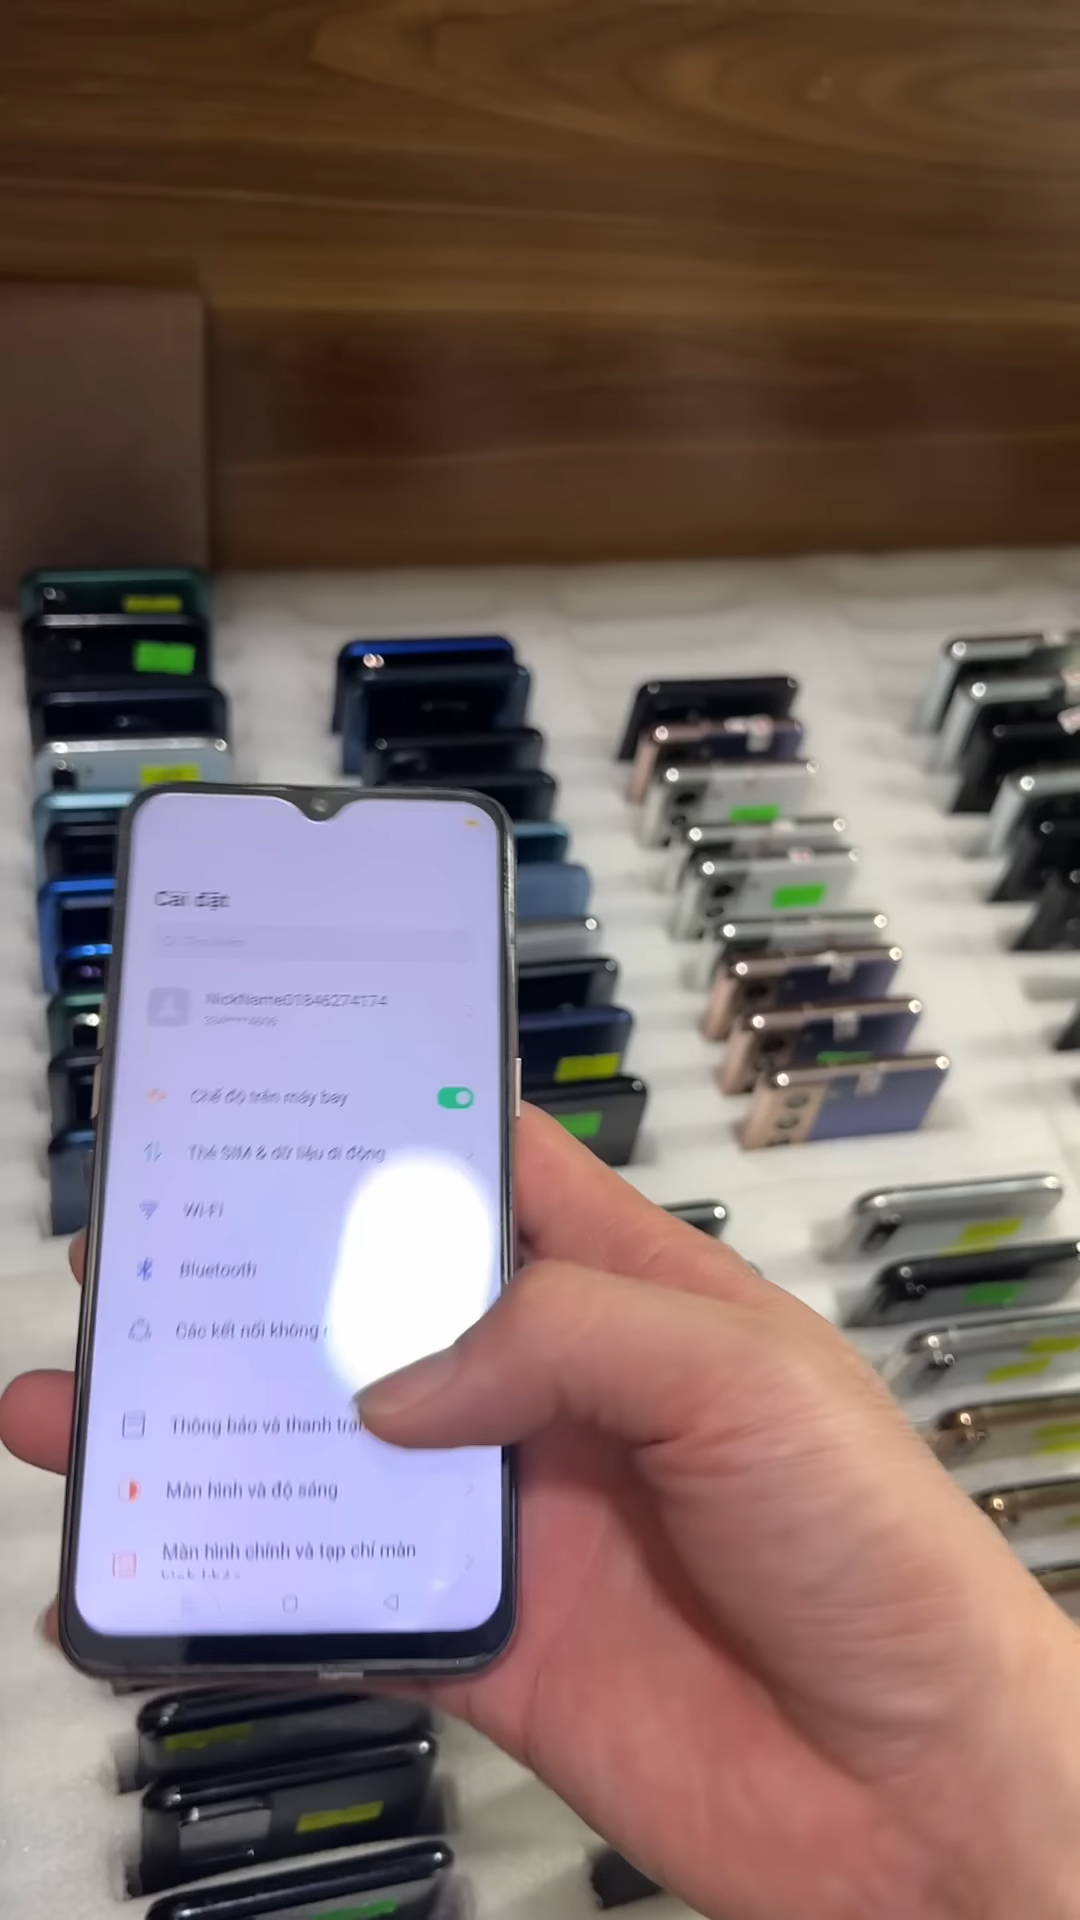 Cài đặt
NickName01846274174
Chế độ trên máy bay
Thẻ SIM & dữ liệu di động
Wi-Fi
Bluetooth
Các kết nối không
Thông báo và thanh
Màn hình và độ sáng
Màn hình chính và tạp chí màn